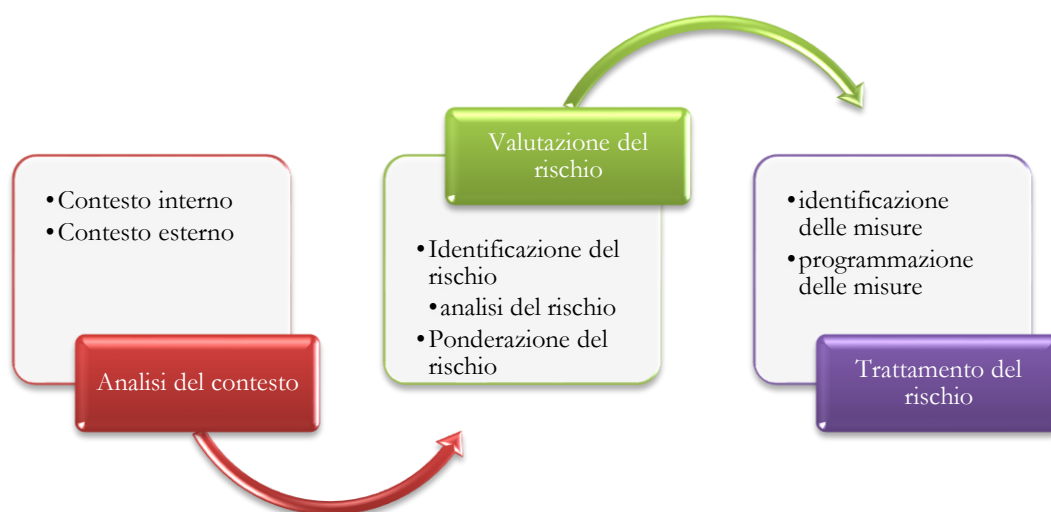 •Contesto interno
•Contesto esterno
Analisi del contesto
Valutazione del
rischio
•Identificazione del
rischio
•analisi del rischio
•Ponderazione del
rischio
•identificazione
delle misure
•programmazione
delle misure
Trattamento del
rischio